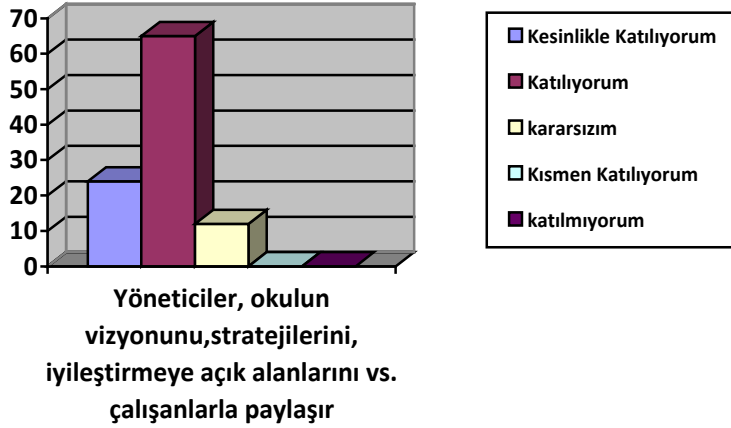 70
60
50
40
30
20
10
0
Yöneticiler, okulun
vizyonunu,stratejilerini,
iyileştirmeye açık alanlarını vs.
çalışanlarla paylaşır
Kesinlikle Katılıyorum
Katılıyorum
kararsızım
Kısmen Katılıyorum
katılmıyorum